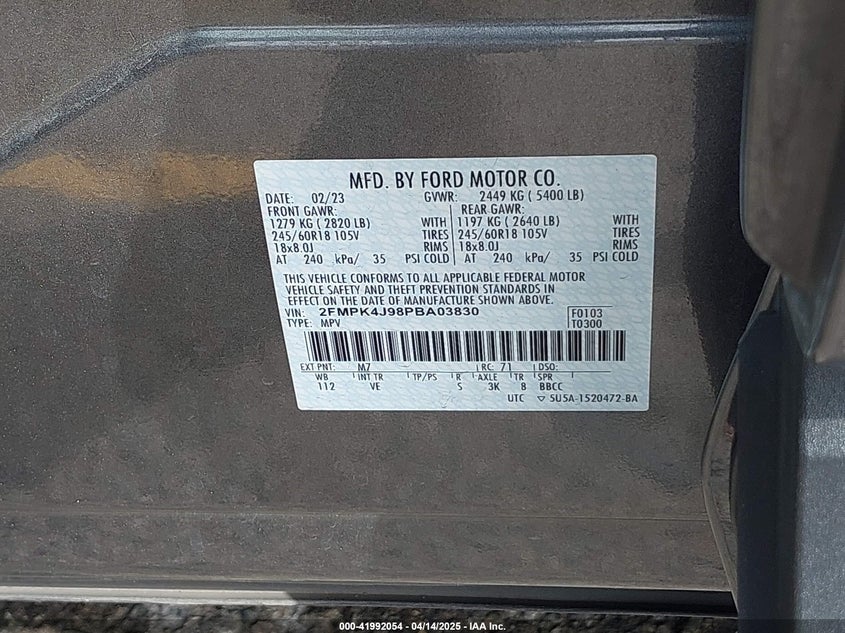 MFD. BY FORD MOTOR CO.
DATE: 02/23 GVWR: 2449 KG ( 5400 LB)
FRONT GAWR: REAR GAWR:
1279 KG ( 2820 LB) WITH 1197 KG ( 2640 LB) WITH
245/60R18 105V TIRES 245/60R18 105V TIRES
18x8.0J RIMS 18x8.0J RIMS
AT 240 kPa/ 35 PSI COLD AT 240 kPa/ 35 PSI COLD
THIS VEHICLE CONFORMS TO ALL APPLICABLE FEDERAL MOTOR
VEHICLE SAFETY AND THEFT PREVENTION STANDARDS IN
EFFECT ON THE DATE OF MANUFACTURE SHOWN ABOVE.
VIN: 2FMPK4J98PBA03830 F0103
TYPE: MPV T0300
EXT PNT: M7 RC: 71 DSO:
WB INT TR TP/PS R AXLE TR SPR
112 VE S 3K 8 BBCC
UTC ▽ 5U5A-1520472-BA
000-41992054 - 04/14/2025 - IAA Inc.